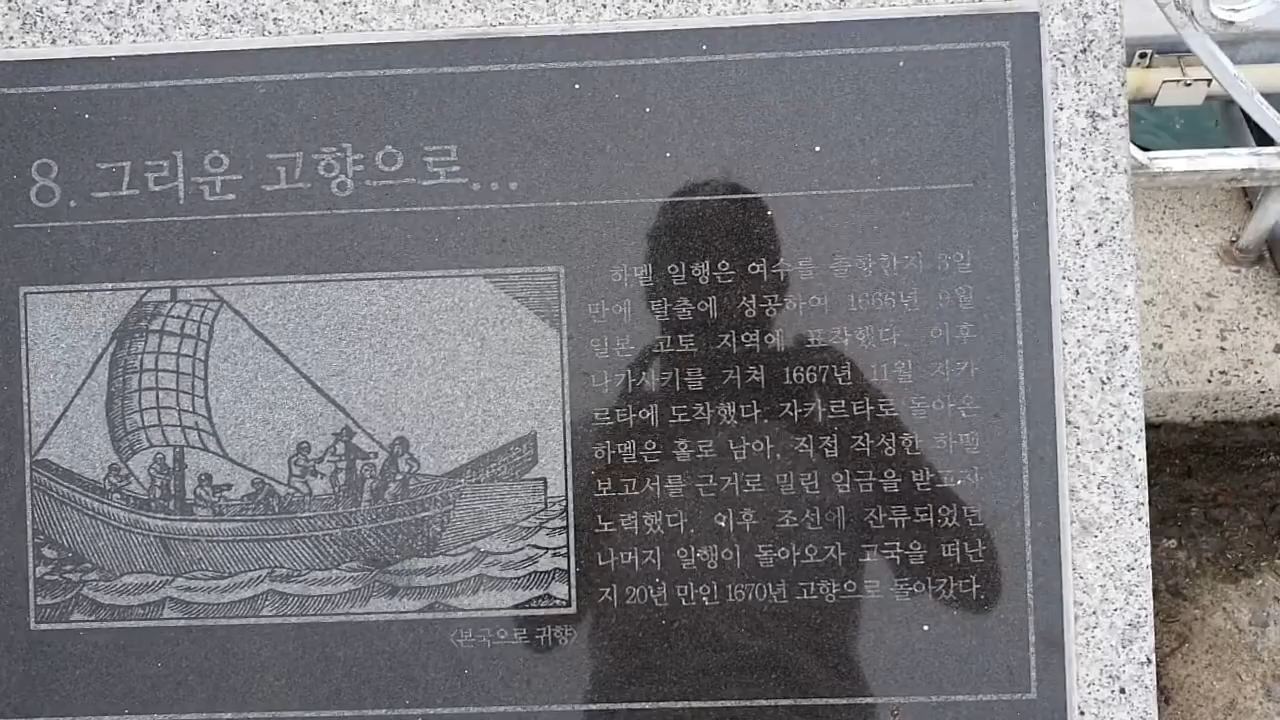 8. 그리운 고향으로...
하멜 일행은 여수를 출항한지 3일
만에 탈출에 성공하여 1666년 9월
일본 고토 지역에 표착했다. 이후
나가사키를 거쳐 1667년 11월 자카
르타에 도착했다. 자카르타로 돌아온
하멜은 홀로 남아, 직접 작성한 하멜
보고서를 근거로 밀린 임금을 받고자
노력했다. 이후 조선에 잔류되었던
나머지 일행이 돌아오자 고국을 떠난
지 20년 만인 1670년 고향으로 돌아갔다.
<본국으로 귀향>